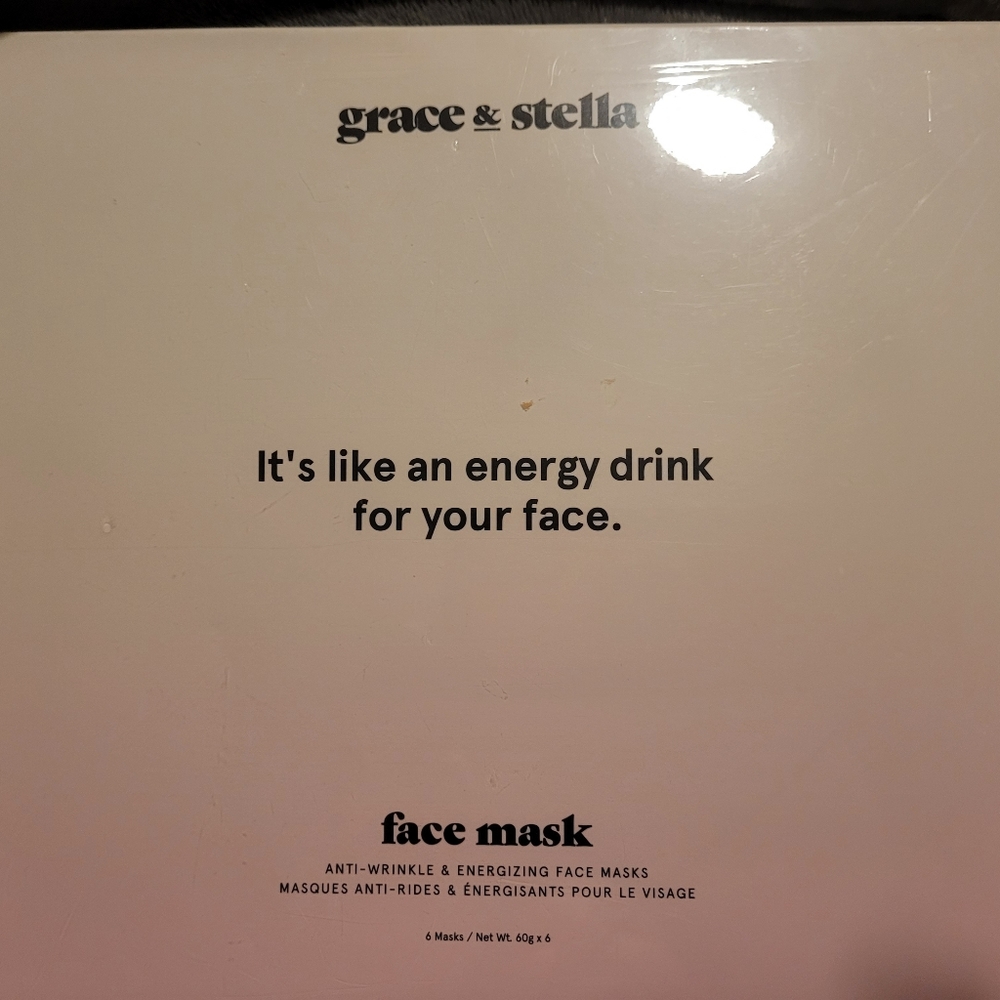 grace & stella
It's like an energy drink
for your face.
face mask
ANTI-WRINKLE & ENERGIZING FACE MASKS
MASQUES ANTI-RIDES & ÉNERGISANTS POUR LE VISAGE
6 Masks / Net Wt. 60g x 6